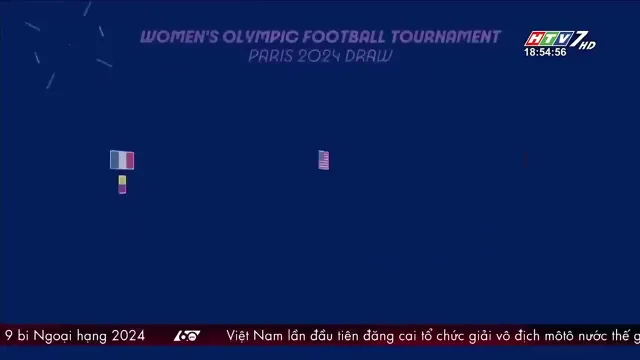 WOMEN'S OLYMPIC FOOTBALL TOURNAMENT
PARIS 2024 DRAW
HTV7 HD
18:54:56
9 bi Ngoại hạng 2024 60 Việt Nam lần đầu tiên đăng cai tổ chức giải vô địch môtô nước thế g